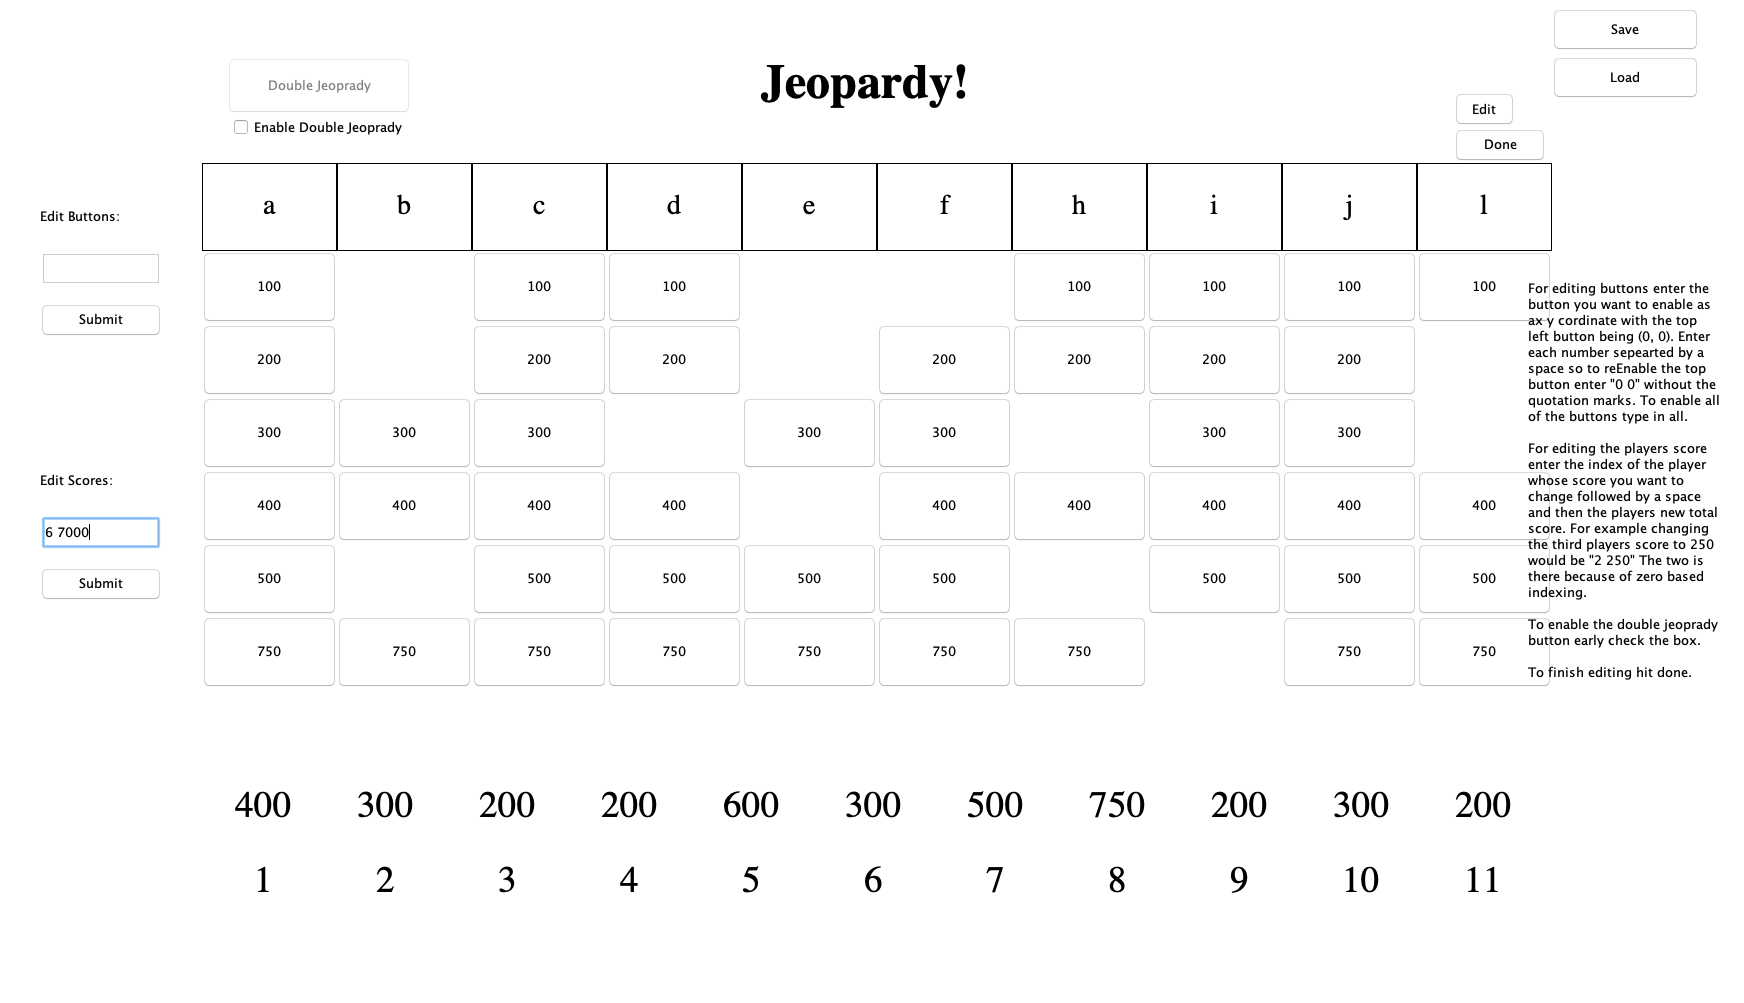 Save
Double Jeoprady
Jeopardy!
Load
Enable Double Jeoprady
Edit
Done
a b c d e f h i j l
Edit Buttons:
Submit
100 100 100 100 100 100 100
200 200 200 200 200 200 200
300 300 300 300 300 300 300
400 400 400 400 400 400 400 400 400
500 500 500 500 500 500 500 500
750 750 750 750 750 750 750 750 750
Edit Scores:
6 7000
Submit
For editing buttons enter the
button you want to enable as
ax y cordinate with the top
left button being (0, 0). Enter
each number sepearted by a
space so to reEnable the top
button enter "0 0" without the
quotation marks. To enable all
of the buttons type in all.
For editing the players score
enter the index of the player
whose score you want to
change followed by a space
and then the players new total
score. For example changing
the third players score to 250
would be "2 250" The two is
there because of zero based
indexing.
To enable the double jeoprady
button early check the box.
To finish editing hit done.
400 300 200 200 600 300 500 750 200 300 200
1 2 3 4 5 6 7 8 9 10 11